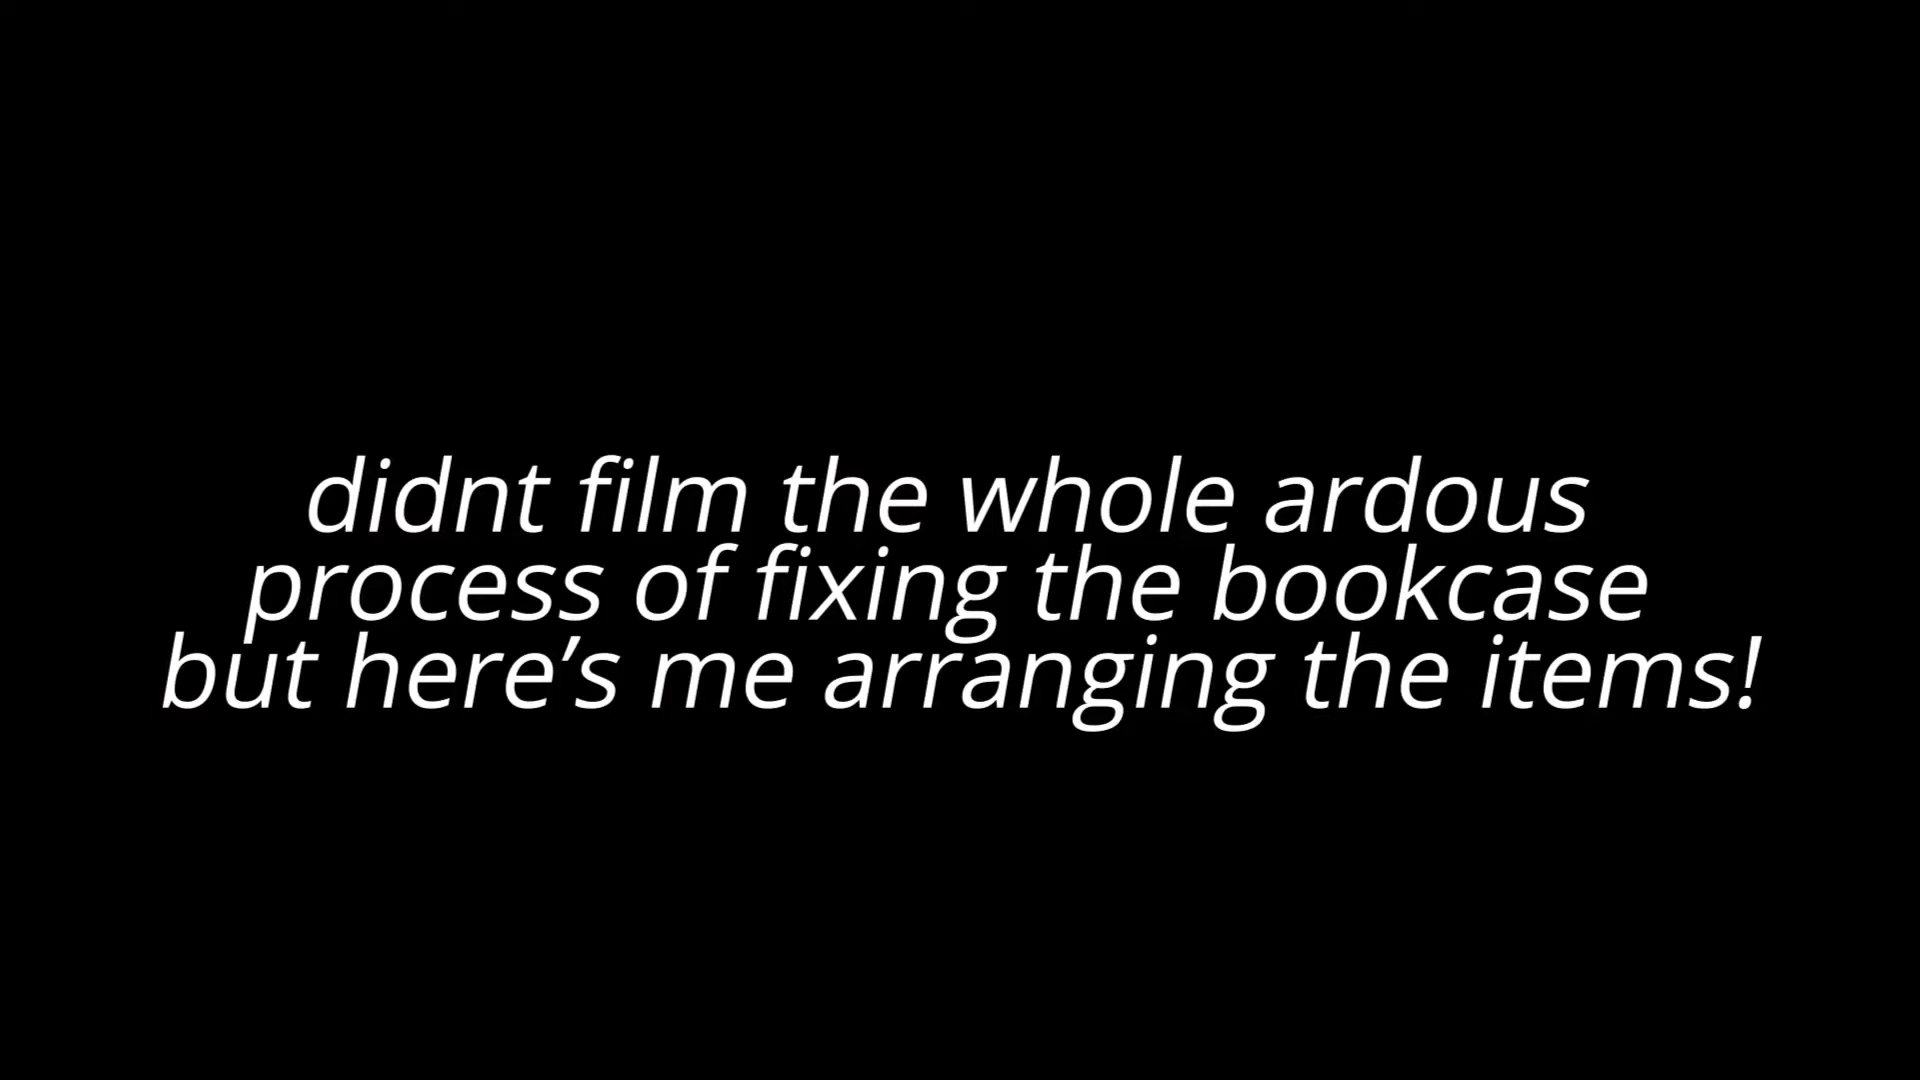 didnt film the whole ardous
process of fixing the bookcase
but here’s me arranging the items!